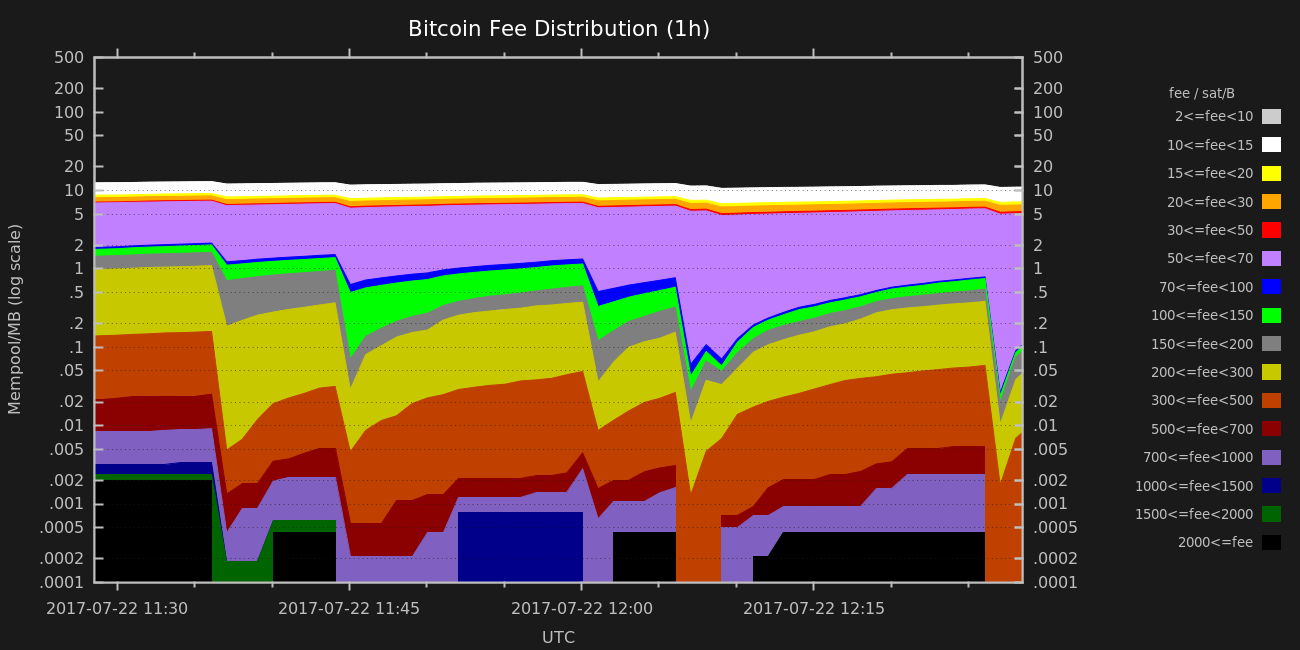 Bitcoin Fee Distribution (1h)
500 500
200 200
100 100
50 50
20 20
10 10
5 5
2 2
1 1
.5 .5
.2 .2
.1 .1
.05 .05
.02 .02
.01 .01
.005 .005
.002 .002
.001 .001
.0005 .0005
.0002 .0002
.0001 .0001
Mempool/MB (log scale)
2017-07-22 11:30 2017-07-22 11:45 2017-07-22 12:00 2017-07-22 12:15
UTC
fee / sat/B
2<=fee<10
10<=fee<15
15<=fee<20
20<=fee<30
30<=fee<50
50<=fee<70
70<=fee<100
100<=fee<150
150<=fee<200
200<=fee<300
300<=fee<500
500<=fee<700
700<=fee<1000
1000<=fee<1500
1500<=fee<2000
2000<=fee